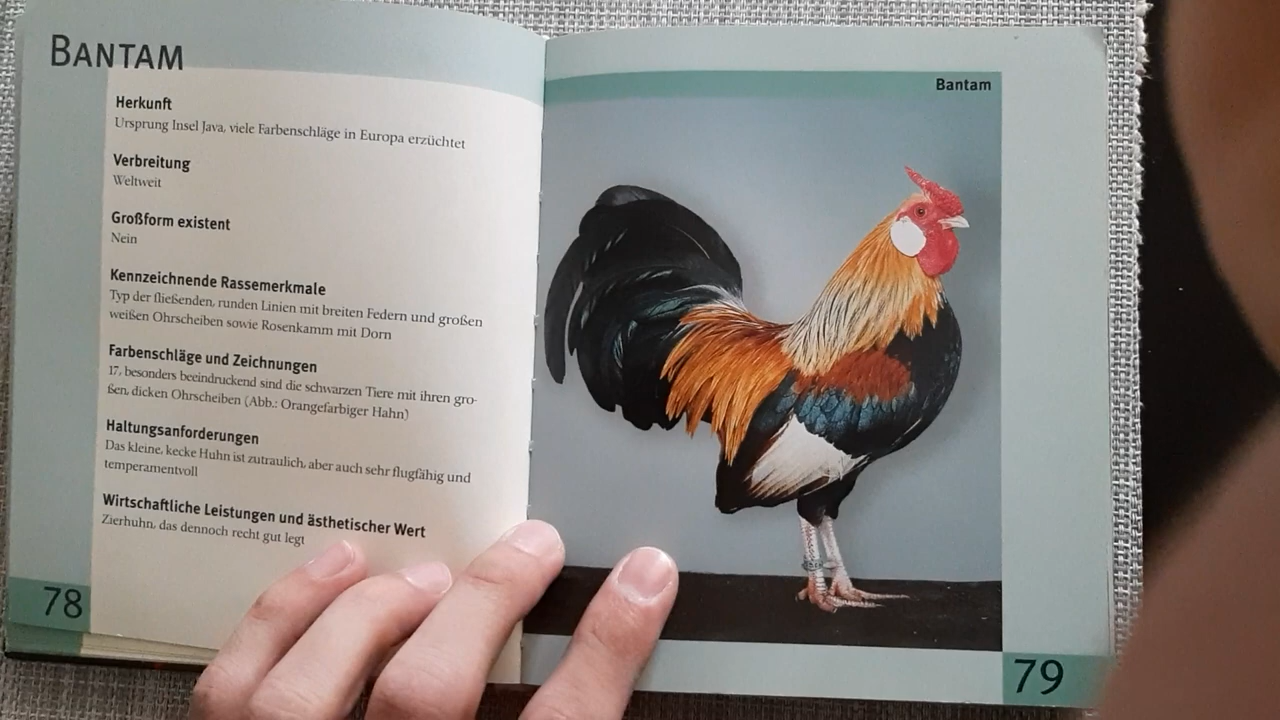 BANTAM
Herkunft
Ursprung Insel Java, viele Farbenschläge in Europa erzüchtet
Verbreitung
Weltweit
Großform existent
Nein
Kennzeichnende Rassemerkmale
Typ der fließenden, runden Linien mit breiten Federn und großen
weißen Ohrscheiben sowie Rosenkamm mit Dorn
Farbenschläge und Zeichnungen
17, besonders beeindruckend sind die schwarzen Tiere mit ihren gro-
ßen, dicken Ohrscheiben (Abb.: Orangefarbiger Hahn)
Haltungsanforderungen
Das kleine, kecke Huhn ist zutraulich, aber auch sehr flugfähig und
temperamentvoll
Wirtschaftliche Leistungen und ästhetischer Wert
Zierhuhn, das dennoch recht gut legt
78
Bantam
79